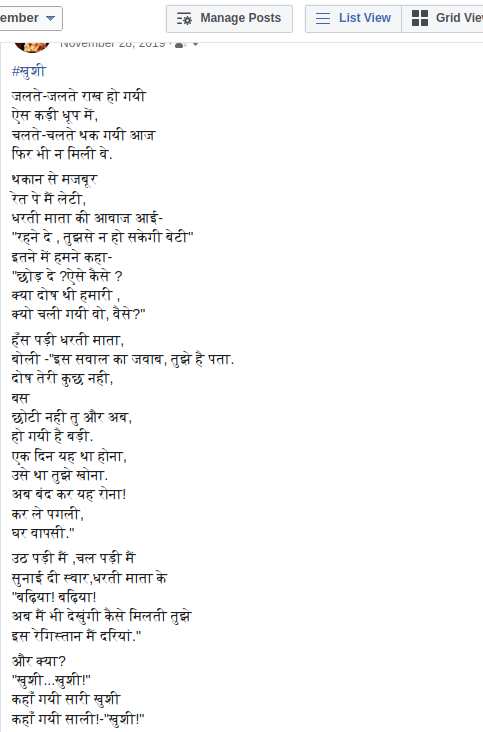 ember
Manage Posts
List View
Grid Vie
November 28, 2019
#खुशी
जलते-जलते राख हो गयी
ऐस कड़ी धूप में,
चलते-चलते थक गयी आज
फिर भी न मिली वे.
थकान से मजबूर
रेत पे मैं लेटी,
धरती माता की आवाज आई-
"रहने दे , तुझसे न हो सकेगी बेटी"
इतने में हमने कहा-
"छोड़ दे ?ऐसे कैसे ?
क्या दोष थी हमारी ,
क्यो चली गयी वो, वैसे?"
हँस पड़ी धरती माता,
बोली -"इस सवाल का जवाब, तुझे है पता.
दोष तेरी कुछ नही,
बस
छोटी नही तु और अब,
हो गयी है बड़ी.
एक दिन यह था होना,
उसे था तुझे खोना.
अब बंद कर यह रोना!
कर ले पगली,
घर वापसी."
उठ पड़ी मैं ,चल पड़ी मैं
सुनाई दी स्वार,धरती माता के
"बढ़िया! बढ़िया!
अब मैं भी देखुंगी कैसे मिलती तुझे
इस रेगिस्तान मैं दरियां."
और क्या?
"खुशी...खुशी!"
कहाँ गयी सारी खुशी
कहाँ गयी साली!-"खुशी!"